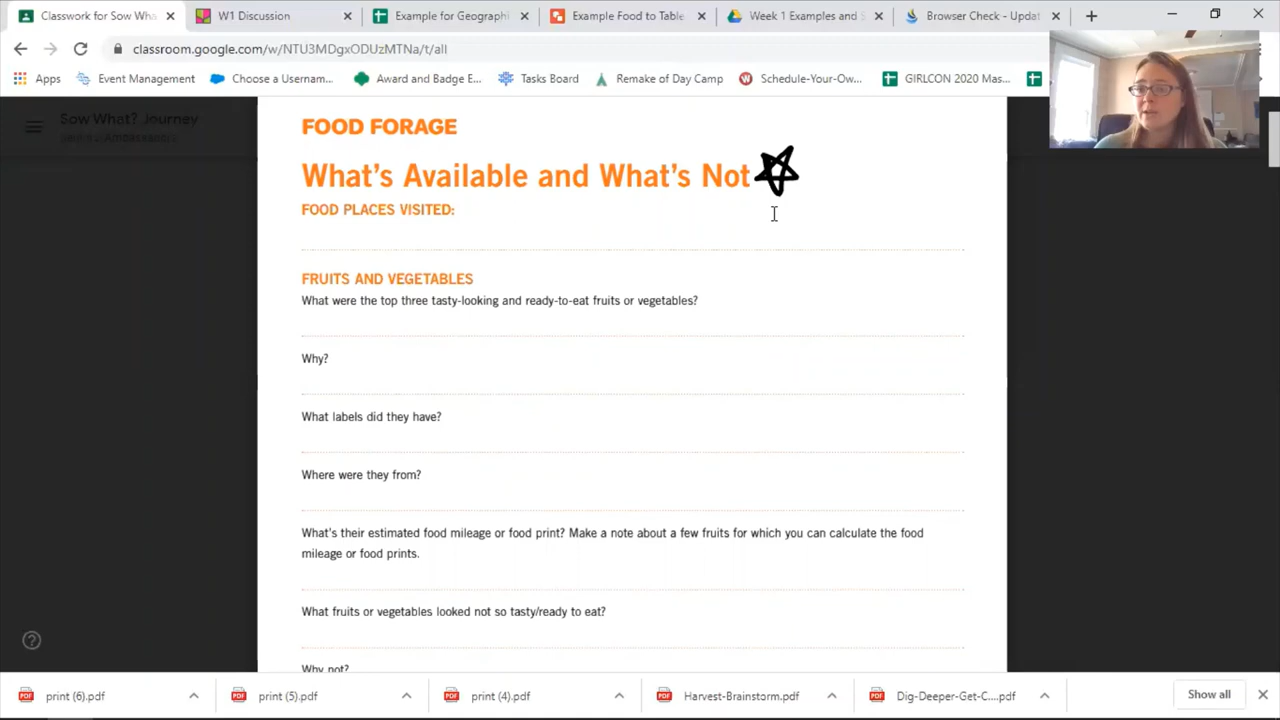 Classwork for Sow Wha
W1 Discussion
Example for Geographi
Example Food to Table
Week 1 Examples and S
Browser Check - Updat
classroom.google.com/w/NTU3MDgxODUzMTNa/t/all
Apps
Event Management
Choose a Usernam...
Award and Badge E...
Tasks Board
Remake of Day Camp
Schedule-Your-Ow...
GIRLCON 2020 Mas...
Sow What? Journey
FOOD FORAGE
What's Available and What's Not
FOOD PLACES VISITED:
FRUITS AND VEGETABLES
What were the top three tasty-looking and ready-to-eat fruits or vegetables?
Why?
What labels did they have?
Where were they from?
What's their estimated food mileage or food print? Make a note about a few fruits for which you can calculate the food
mileage or food prints.
What fruits or vegetables looked not so tasty/ready to eat?
Why not?
print (6).pdf
print (5).pdf
print (4).pdf
Harvest-Brainstorm.pdf
Dig-Deeper-Get-C....pdf
Show all